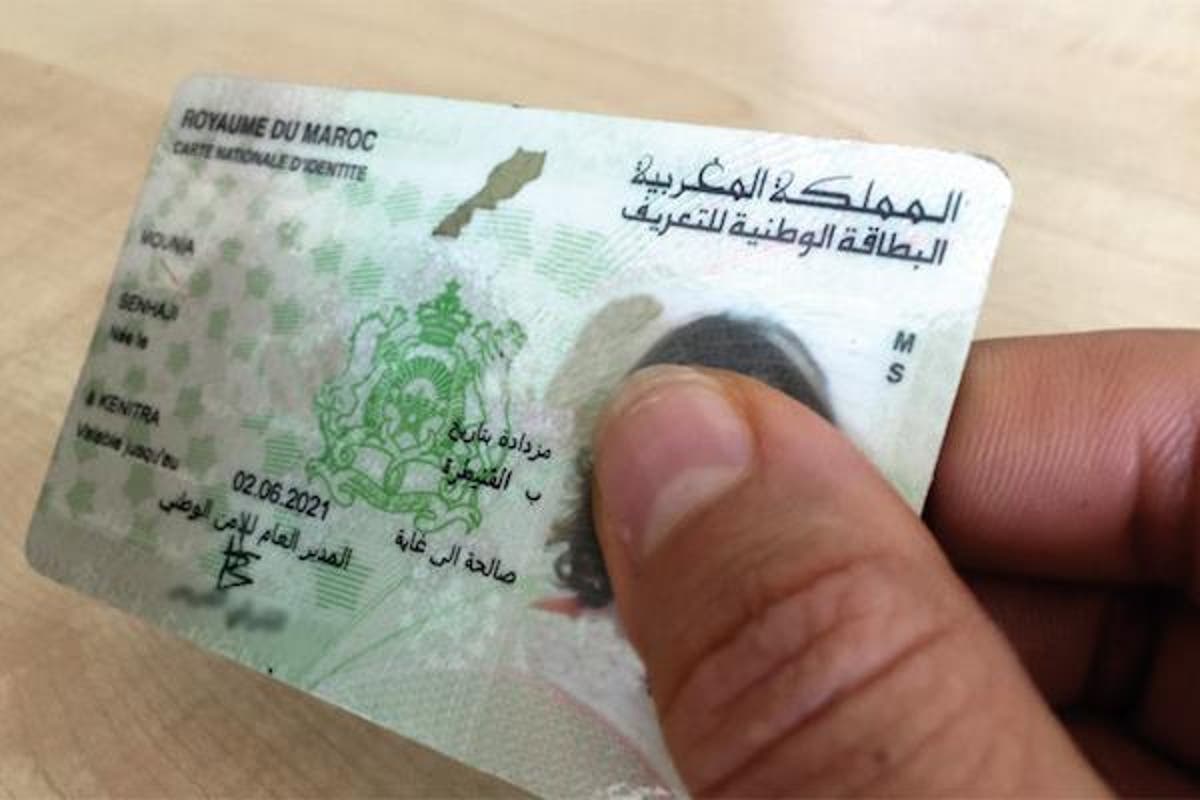 ROYAUME DU MAROC
CARTE NATIONALE D'IDENTITE
المملكة المغربية
البطاقة الوطنية للتعريف
MOUNIA
SENHAJI
née le
M
S
à KENITRA
مزدادة بتاريخ
ب القنيطرة
Valable jusqu'au
02.06.2021
صالحة الى غاية
المدير العام للأمن الوطني